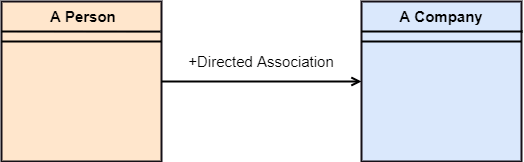 A Person
A Company
+Directed Association